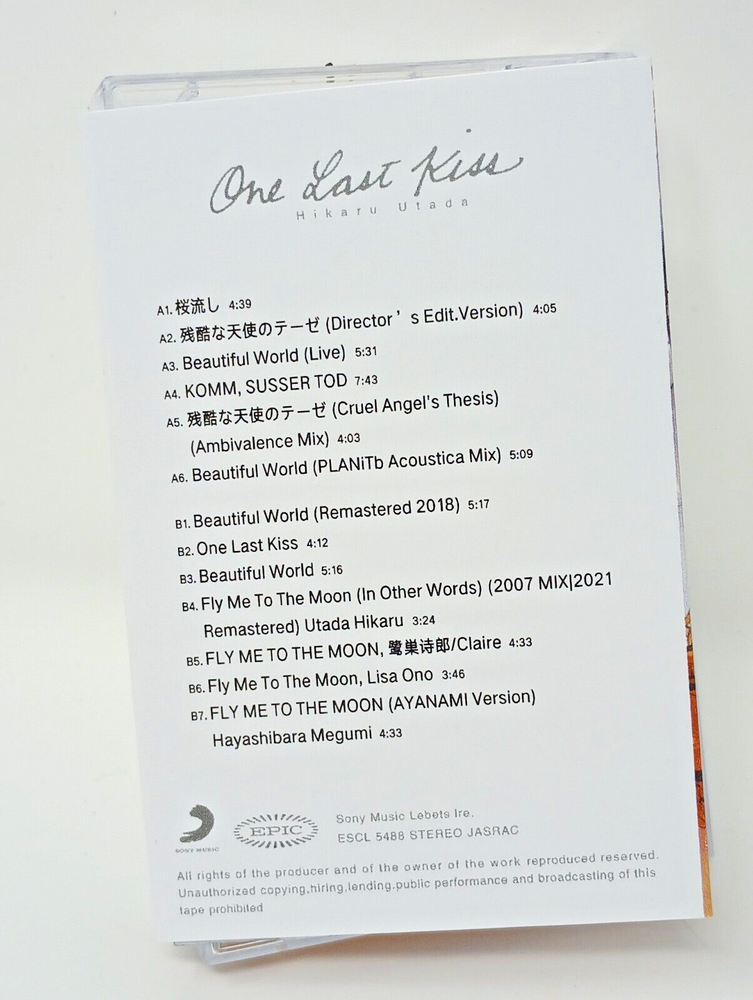 One Last Kiss
Hikaru Utada
A1. 桜流し 4:39
A2. 残酷な天使のテーゼ (Director’s Edit.Version) 4:05
A3. Beautiful World (Live) 5:31
A4. KOMM, SUSSER TOD 7:43
A5. 残酷な天使のテーゼ (Cruel Angel's Thesis)
(Ambivalence Mix) 4:03
A6. Beautiful World (PLANiTb Acoustica Mix) 5:09
B1. Beautiful World (Remastered 2018) 5:17
B2. One Last Kiss 4:12
B3. Beautiful World 5:16
B4. Fly Me To The Moon (In Other Words) (2007 MIX|2021
Remastered) Utada Hikaru 3:24
B5. FLY ME TO THE MOON, 鷺巣诗郎/Claire 4:33
B6. Fly Me To The Moon, Lisa Ono 3:46
B7. FLY ME TO THE MOON (AYANAMI Version)
Hayashibara Megumi 4:33
SONY MUSIC
EPIC
Sony Music Lebets Ire.
ESCL 5488 STEREO JASRAC
All rights of the producer and of the owner of the work reproduced reserved.
Unauthorized copying,hiring,lending.public performance and broadcasting of this
tape prohibited